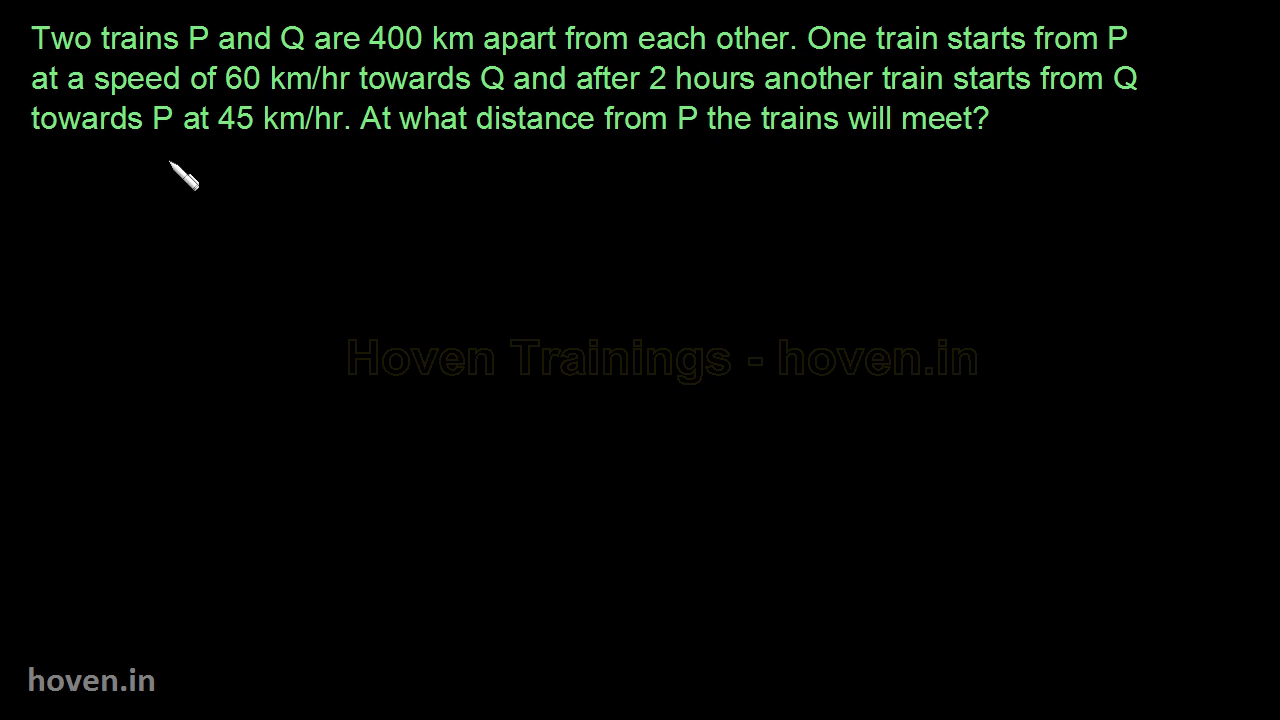 Two trains P and Q are 400 km apart from each other. One train starts from P
at a speed of 60 km/hr towards Q and after 2 hours another train starts from Q
towards P at 45 km/hr. At what distance from P the trains will meet?
Hoven Trainings - hoven.in
hoven.in